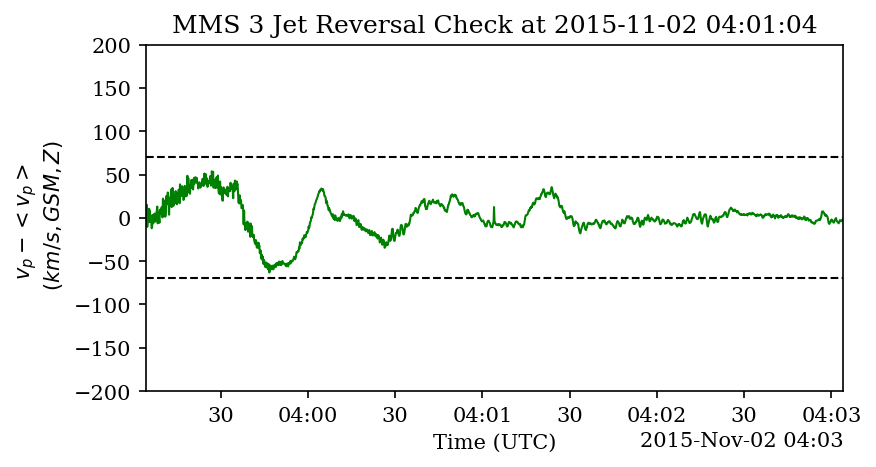 MMS 3 Jet Reversal Check at 2015-11-02 04:01:04
v_p − < v_p >
(km/s, GSM, Z)
200
150
100
50
0
−50
−100
−150
−200
30 04:00 30 04:01 30 04:02 30 04:03
Time (UTC)
2015-Nov-02 04:03